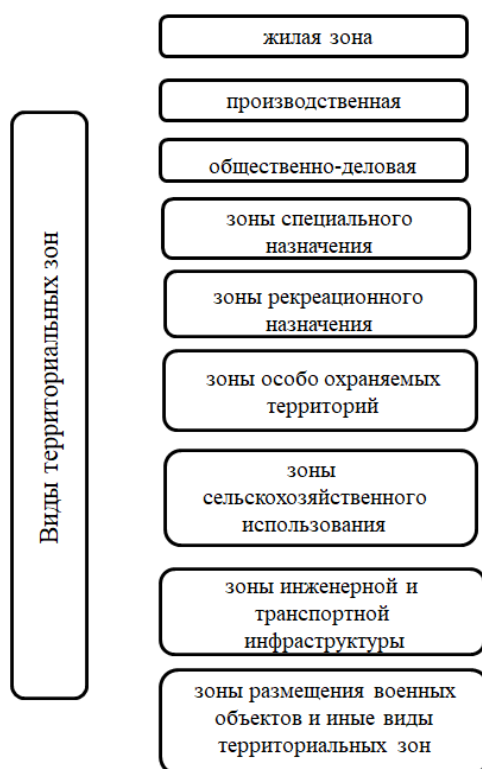 Виды территориальных зон
жилая зона
производственная
общественно-деловая
зоны специального
назначения
зоны рекреационного
назначения
зоны особо охраняемых
территорий
зоны
сельскохозяйственного
использования
зоны инженерной и
транспортной
инфраструктуры
зоны размещения военных
объектов и иные виды
территориальных зон